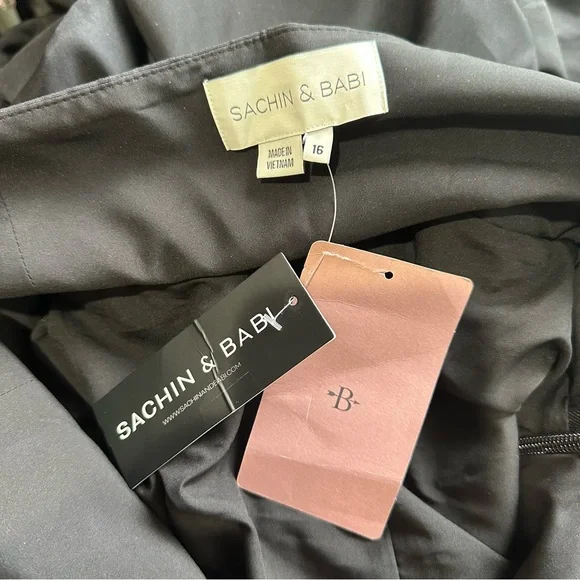 SACHIN & BABI
MADE IN
VIETNAM
16
SACHIN & BABI
WWW.SACHINANDBABI.COM
B